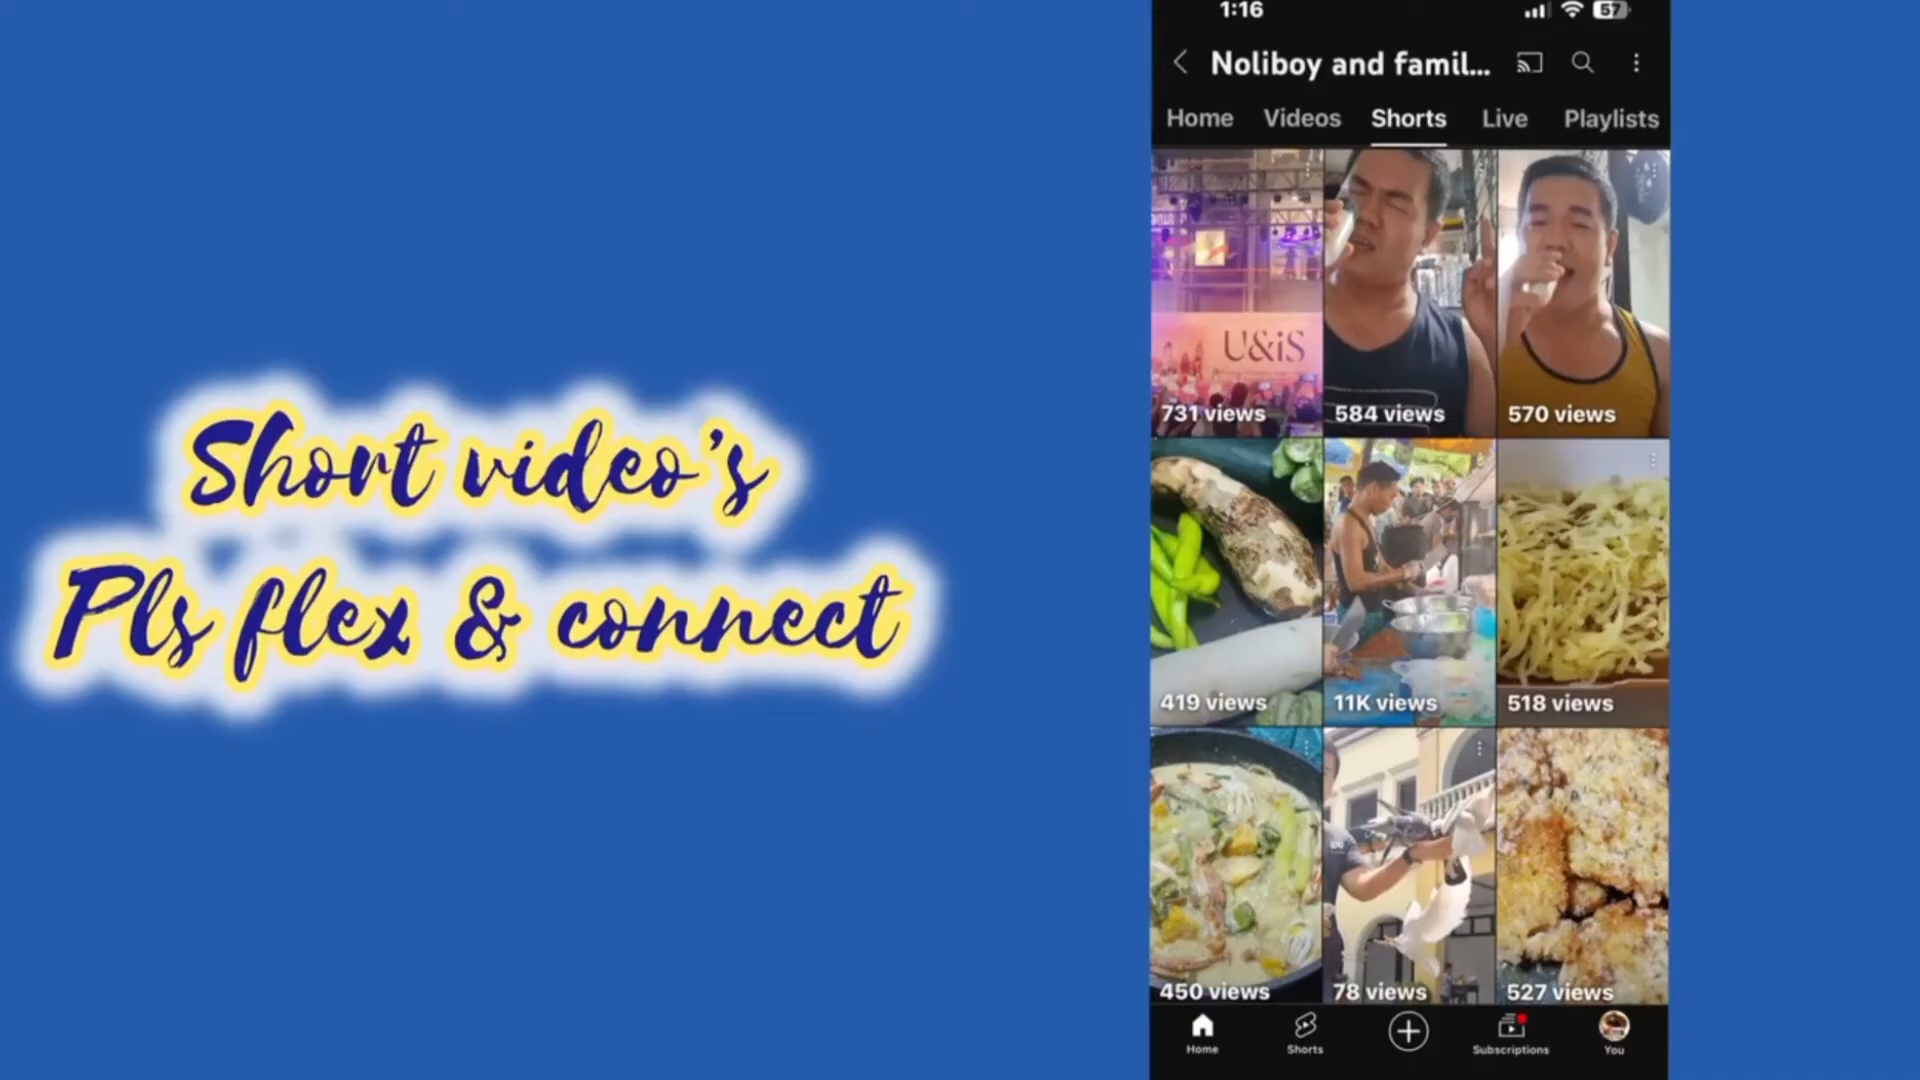 Short video's
Pls flex & connect
1:16
57
Noliboy and famil...
Home Videos Shorts Live Playlists
U&iS
731 views 584 views 570 views
419 views 11K views 518 views
450 views 78 views 527 views
Home Shorts Subscriptions You